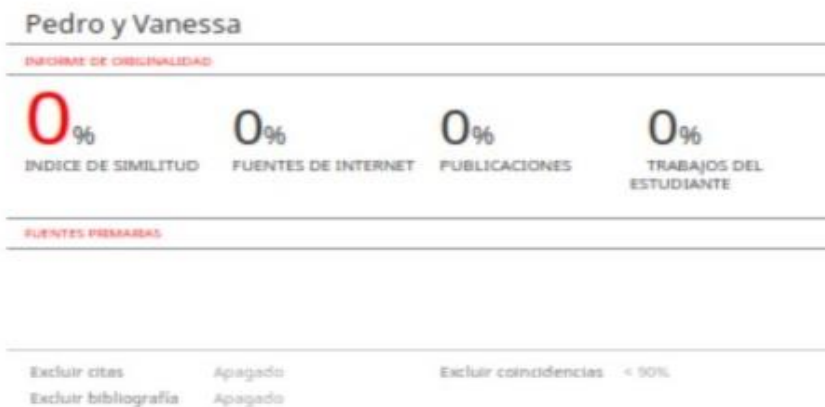 Pedro y Vanessa
INFORME DE ORIGINALIDAD
0% 0% 0% 0%
INDICE DE SIMILITUD FUENTES DE INTERNET PUBLICACIONES TRABAJOS DEL
ESTUDIANTE
FUENTES PRIMARIAS
Excluir citas Apagado Excluir coincidencias < 90%
Excluir bibliografía Apagado